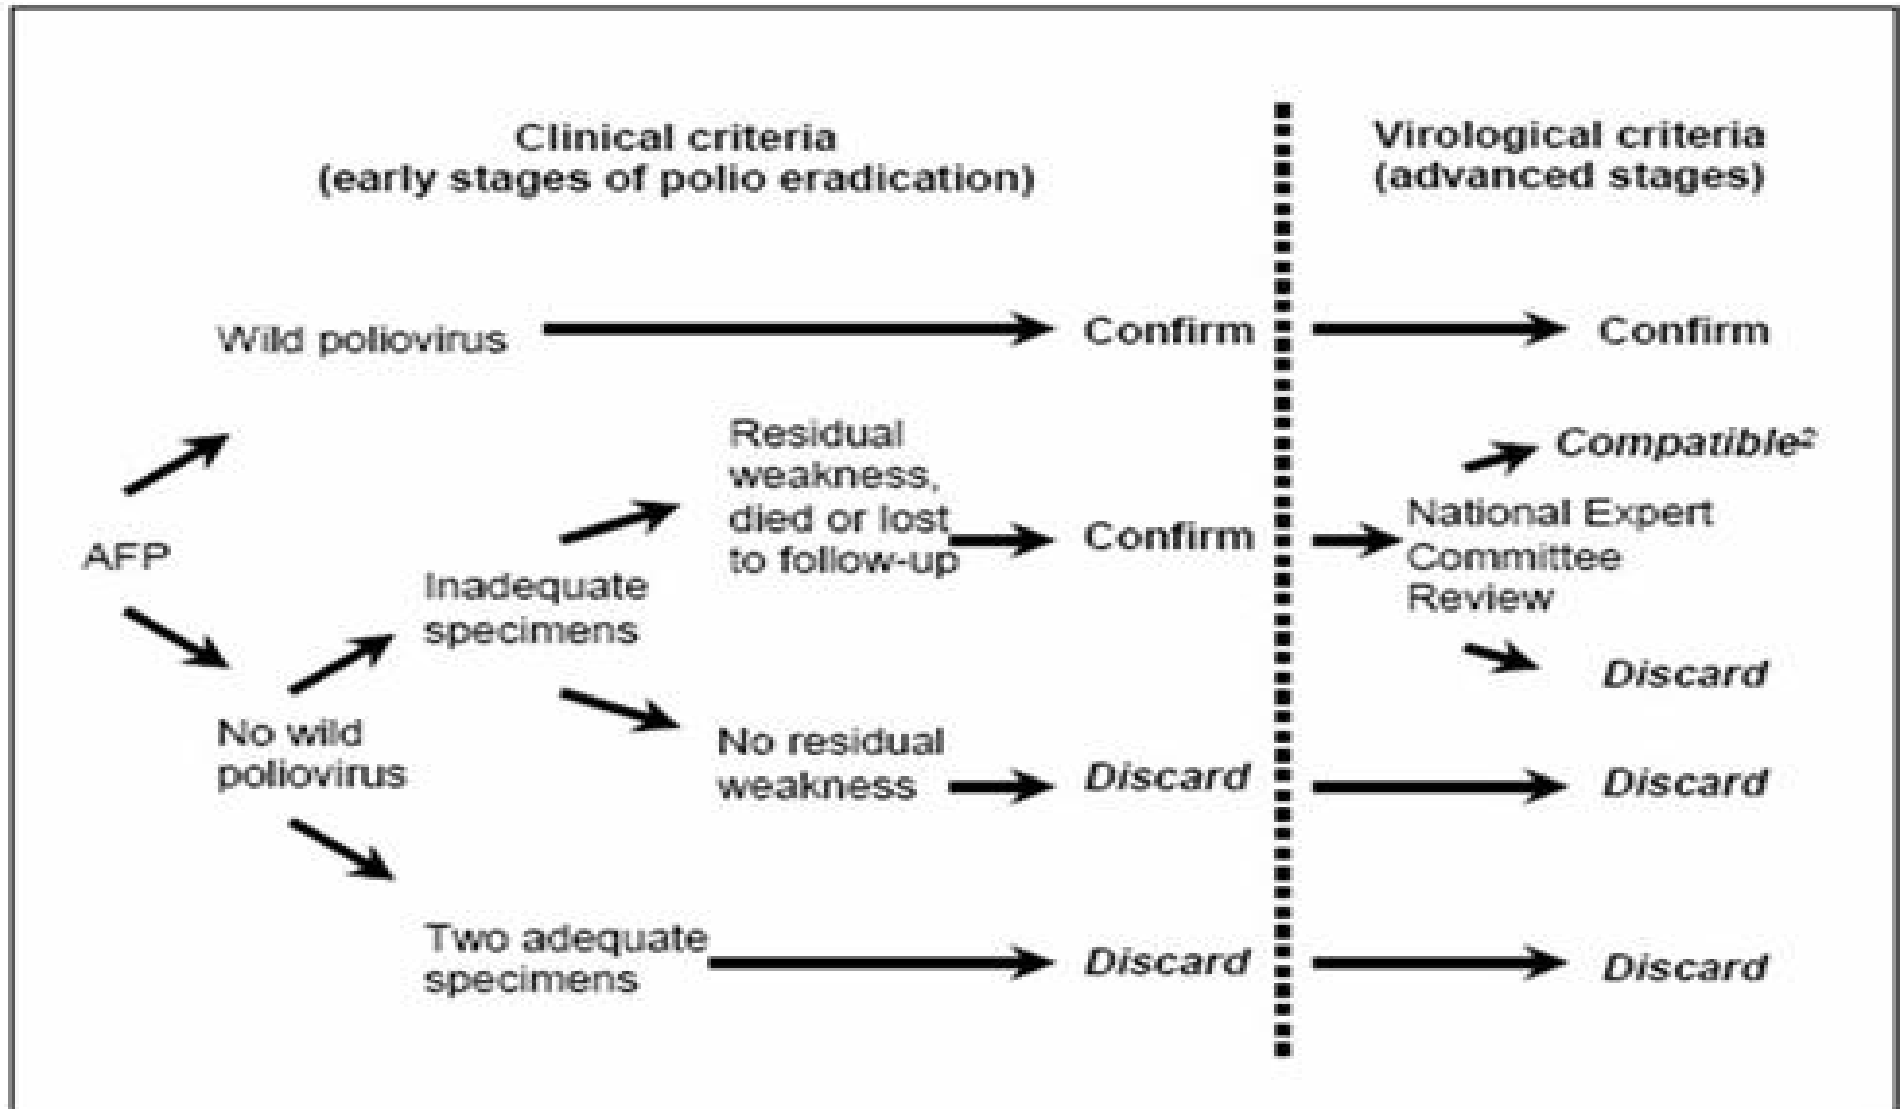 Clinical criteria
(early stages of polio eradication)
Virological criteria
(advanced stages)
Wild poliovirus
Confirm
Confirm
Residual
weakness,
died or lost
to follow-up
Confirm
Compatible²
National Expert
Committee
Review
Discard
AFP
Inadequate
specimens
No residual
weakness
Discard
Discard
No wild
poliovirus
Two adequate
specimens
Discard
Discard